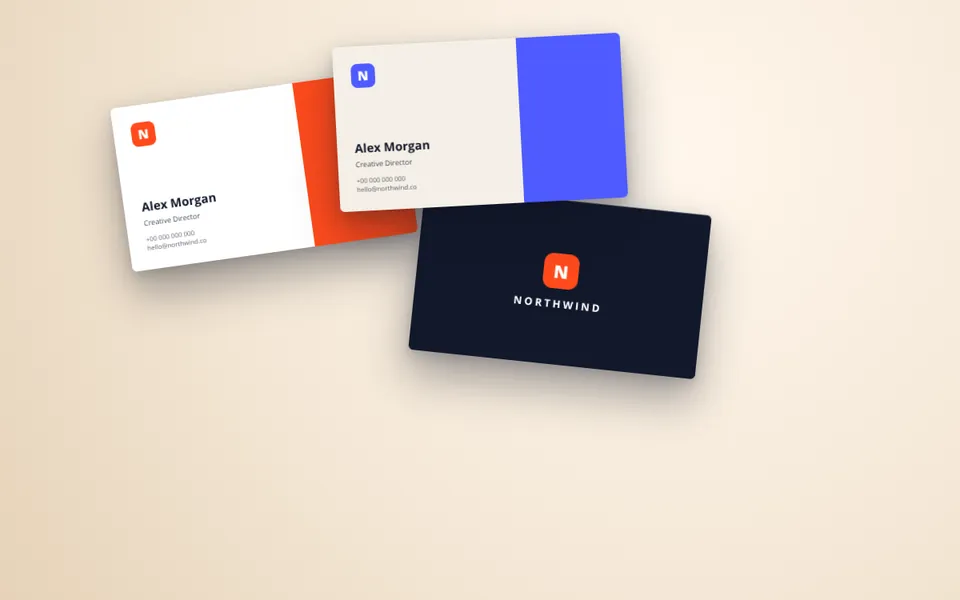 N
Alex Morgan
Creative Director
+00 000 000 000
hello@northwind.co
N
Alex Morgan
Creative Director
+00 000 000 000
hello@northwind.co
N
NORTHWIND